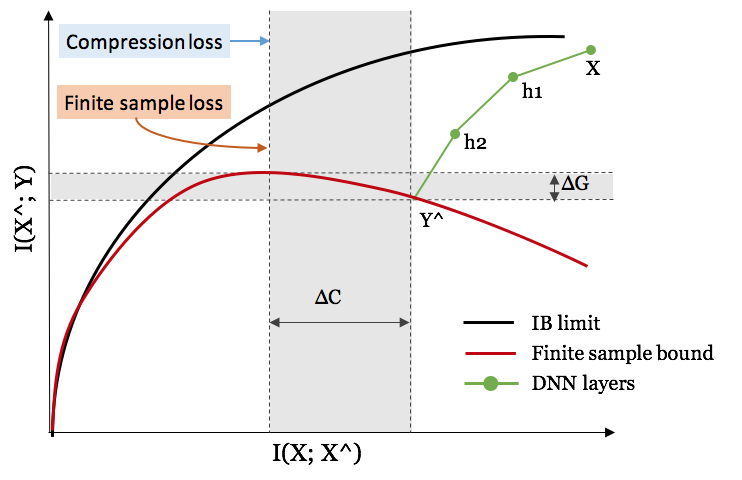 Compression loss
Finite sample loss
X
h1
h2
ΔG
Y^
I(X^; Y)
ΔC
IB limit
Finite sample bound
DNN layers
I(X; X^)